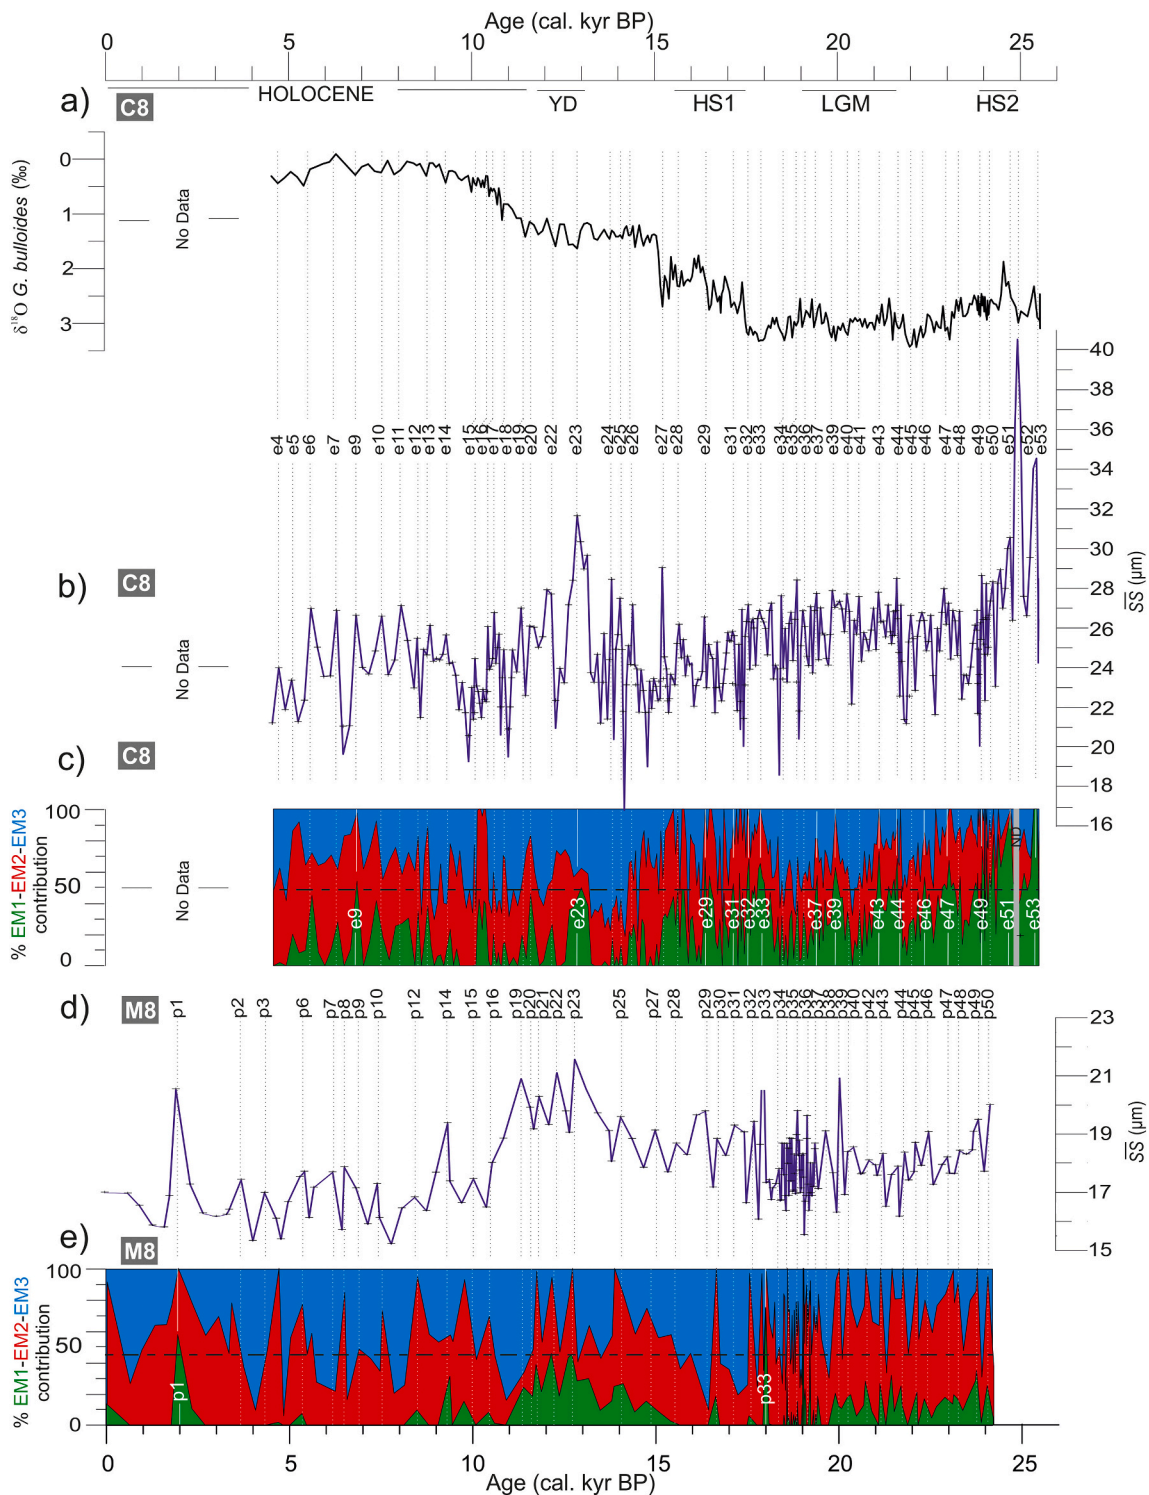 Age (cal. kyr BP)
0 5 10 15 20 25
a) C8 HOLOCENE YD HS1 LGM HS2
δ¹⁸O G. bulloides (‰)
0
1
2
3
No Data
e4 e5 e6 e7 e9 e10 e11 e12 e13 e14 e15 e16 e17 e18 e19 e20 e22 e23 e24 e25 e26 e27 e28 e29 e31 e32 e33 e34 e35 e36 e37 e39 e40 e41 e43 e44 e45 e46 e47 e48 e49 e50 e51 e52 e53
b) C8
No Data
40
38
36
34
32
30
28
26
24
22
20
18
16
SS (µm)
c) C8
% EM1-EM2-EM3
contribution
100
50
0
No Data
e9 e23 e29 e31 e32 e33 e37 e39 e43 e44 e46 e47 e49 e51 ND e53
d) M8
p1 p2 p3 p6 p7 p8 p9 p10 p12 p14 p15 p16 p19 p20 p21 p22 p23 p25 p27 p28 p29 p30 p31 p32 p33 p34 p35 p36 p37 p38 p39 p40 p42 p43 p44 p45 p46 p47 p48 p49 p50
23
21
19
17
15
SS (µm)
e) M8
% EM1-EM2-EM3
contribution
100
50
0
p1 p33
0 5 10 15 20 25
Age (cal. kyr BP)